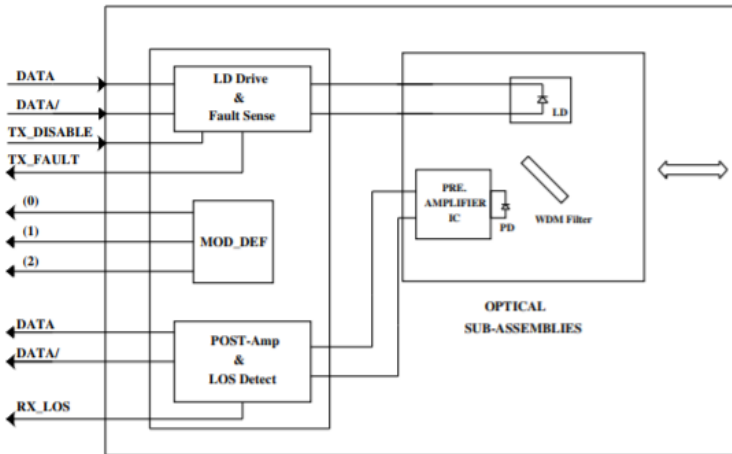 DATA
DATA/
TX_DISABLE
TX_FAULT
(0)
(1)
(2)
DATA
DATA/
RX_LOS
LD Drive
&
Fault Sense
MOD_DEF
POST-Amp
&
LOS Detect
LD
PRE.
AMPLIFIER
IC
PD
WDM Filter
OPTICAL
SUB-ASSEMBLIES